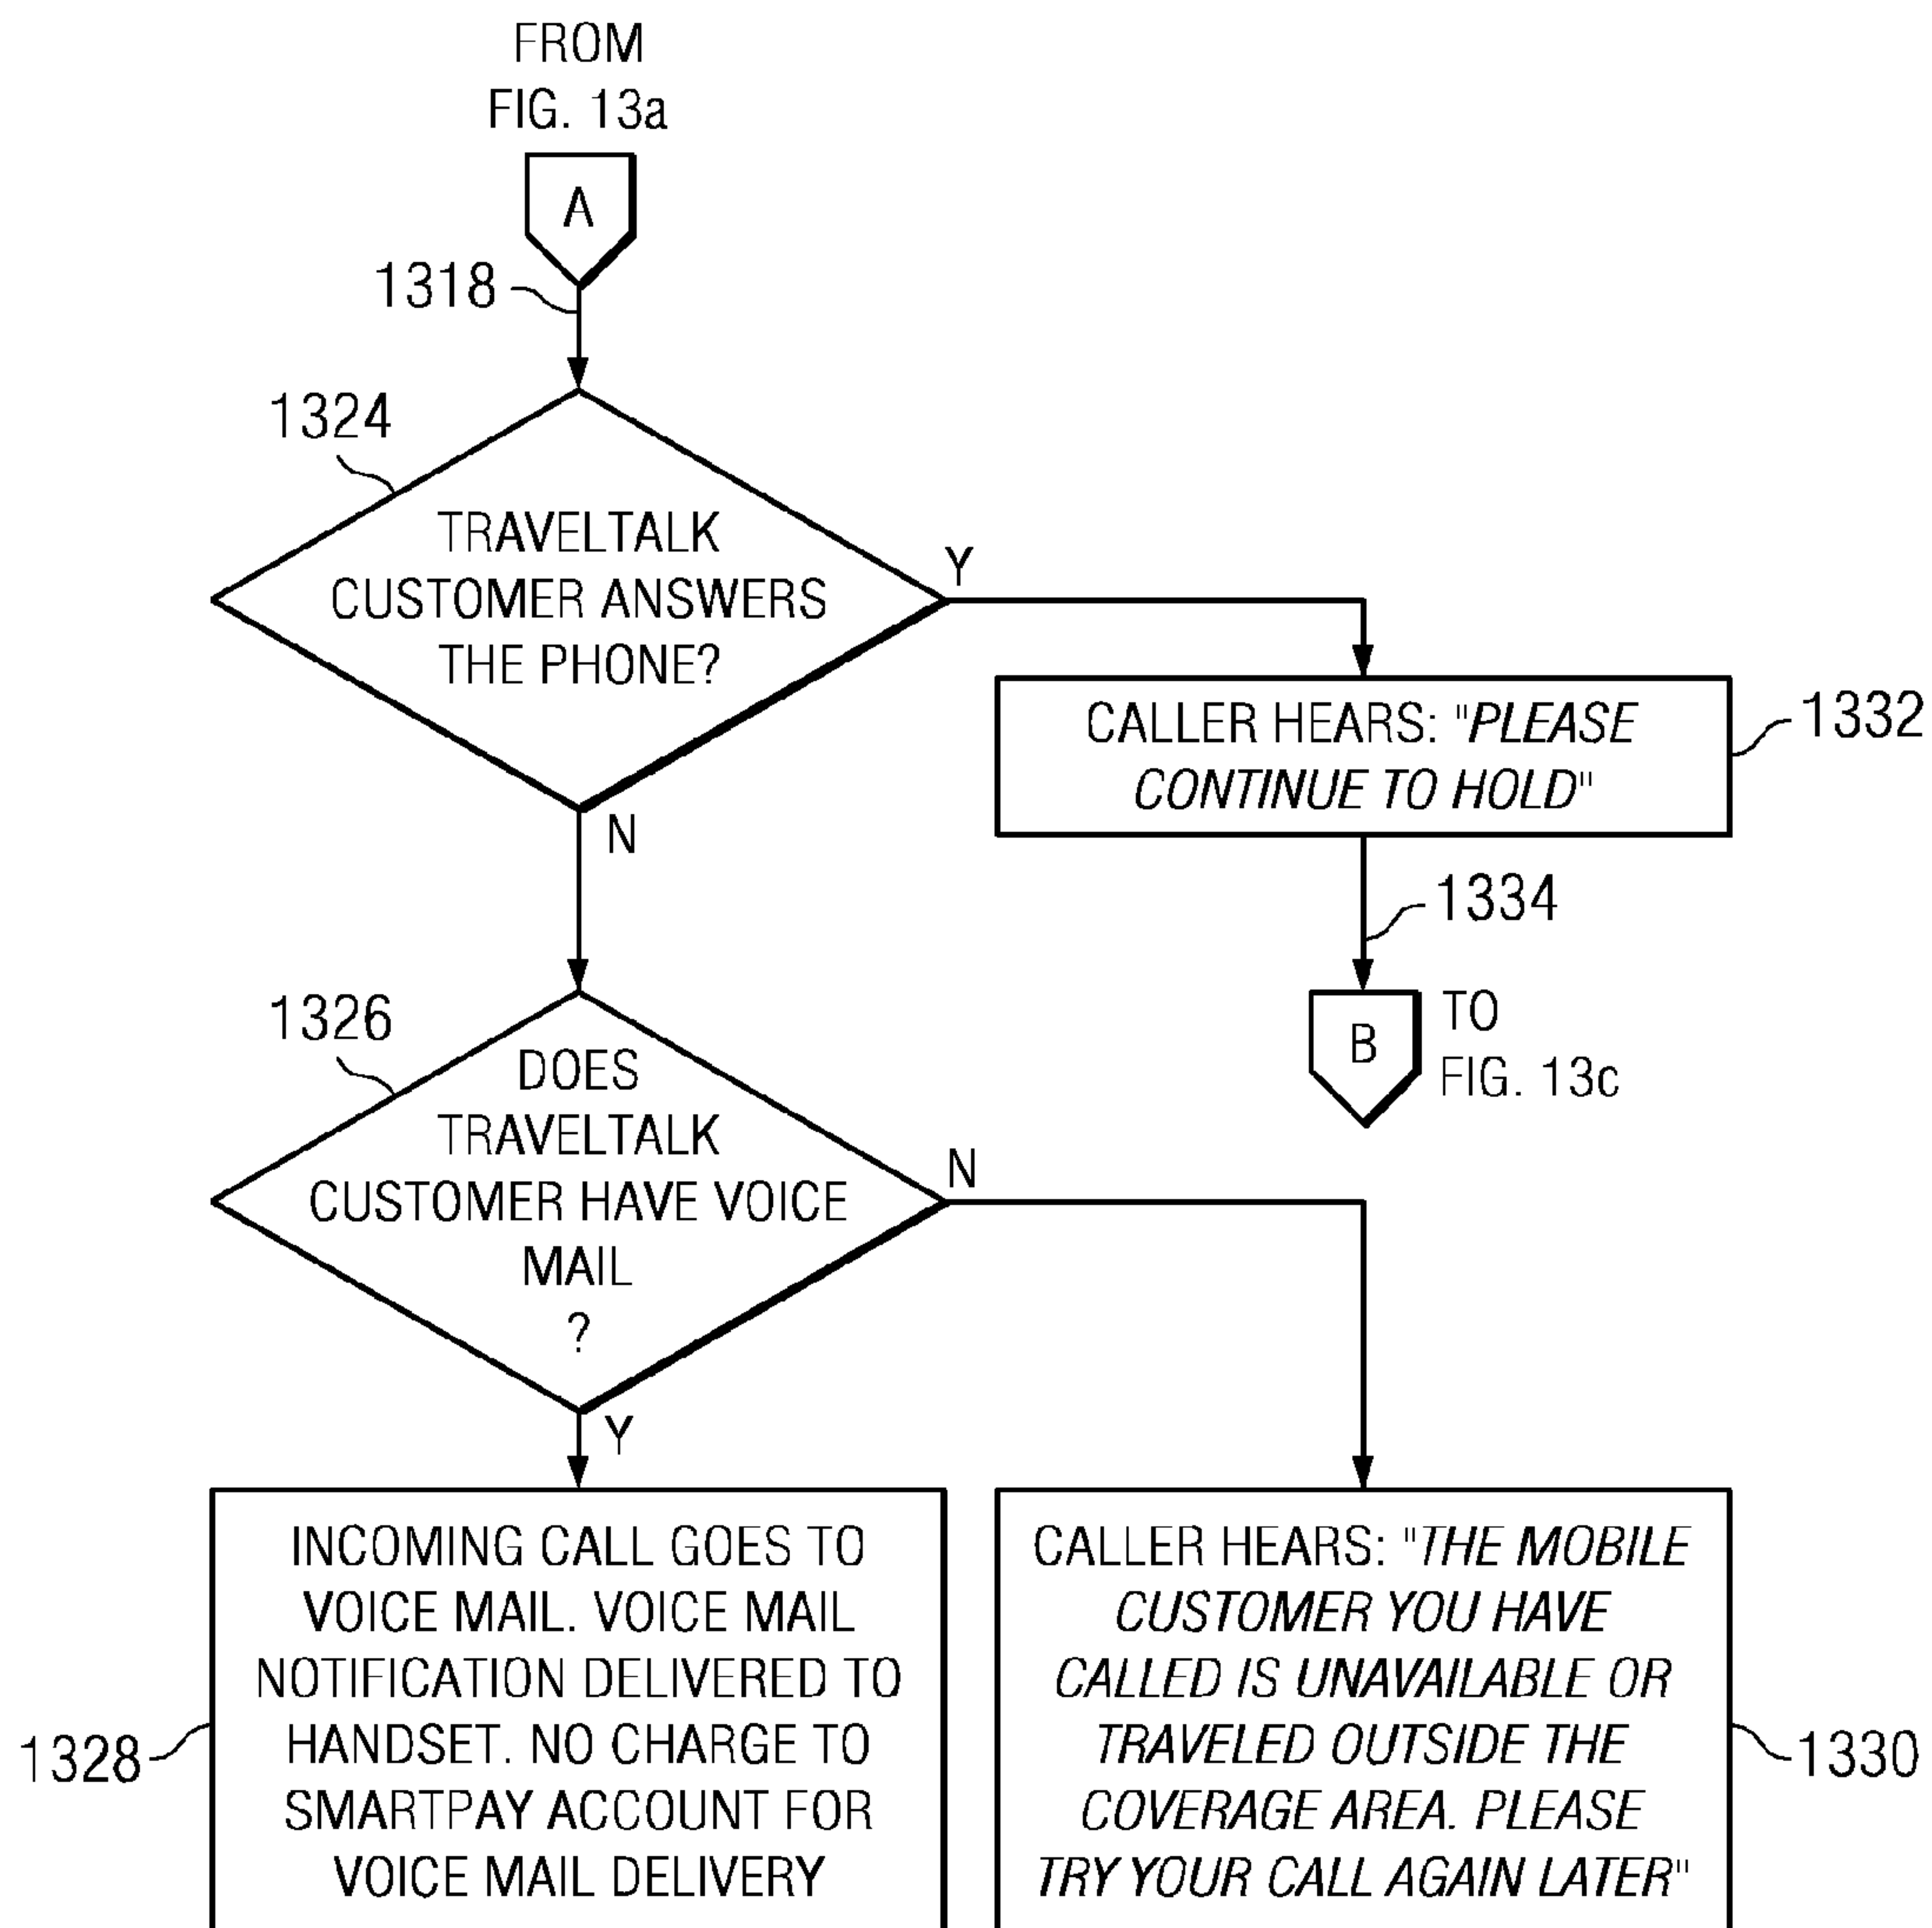 FROM
FIG. 13a
A
1318
1324
TRAVELTALK
CUSTOMER ANSWERS
THE PHONE?
Y
N
CALLER HEARS: "PLEASE
CONTINUE TO HOLD"
1332
1334
B
TO
FIG. 13c
1326
DOES
TRAVELTALK
CUSTOMER HAVE VOICE
MAIL
?
N
Y
INCOMING CALL GOES TO
VOICE MAIL. VOICE MAIL
NOTIFICATION DELIVERED TO
HANDSET. NO CHARGE TO
SMARTPAY ACCOUNT FOR
VOICE MAIL DELIVERY
1328
CALLER HEARS: "THE MOBILE
CUSTOMER YOU HAVE
CALLED IS UNAVAILABLE OR
TRAVELED OUTSIDE THE
COVERAGE AREA. PLEASE
TRY YOUR CALL AGAIN LATER"
1330